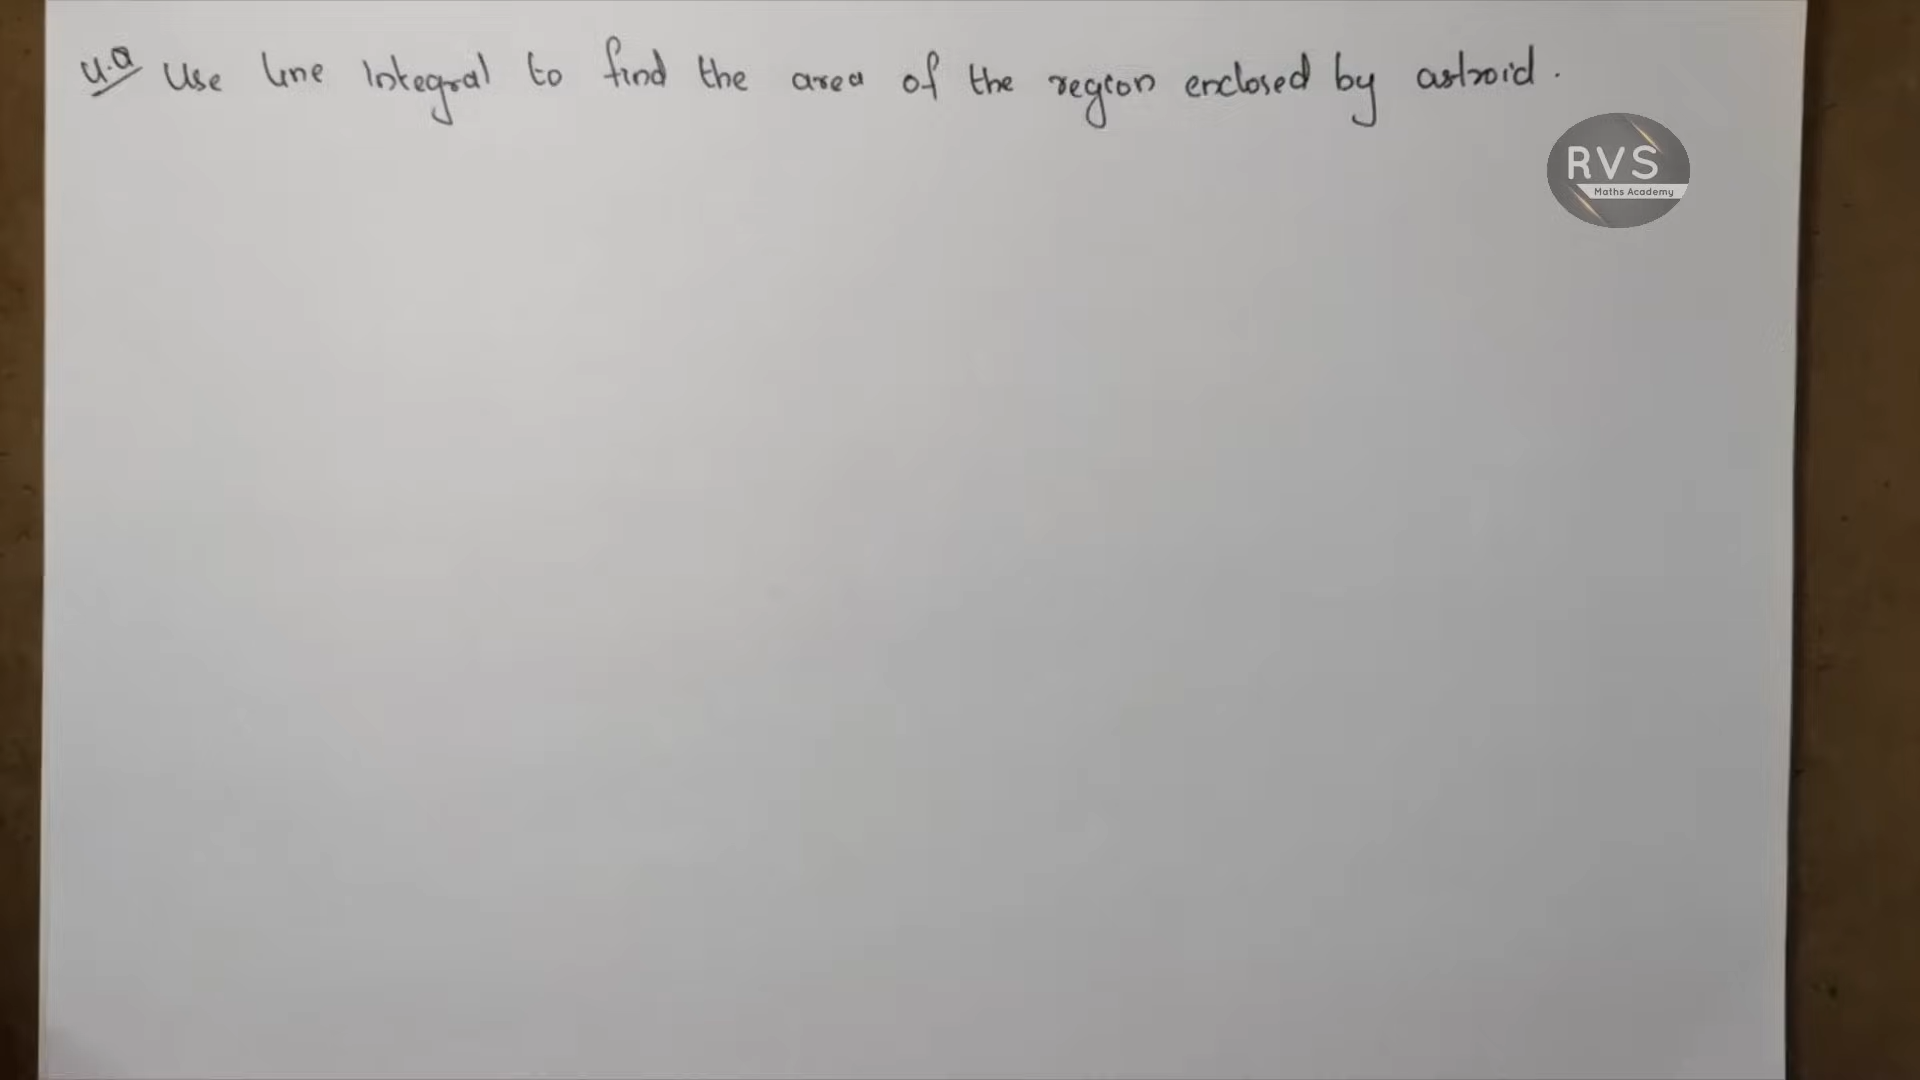 U.Q Use line Integral to find the area of the region enclosed by astroid.
RVS
Maths Academy